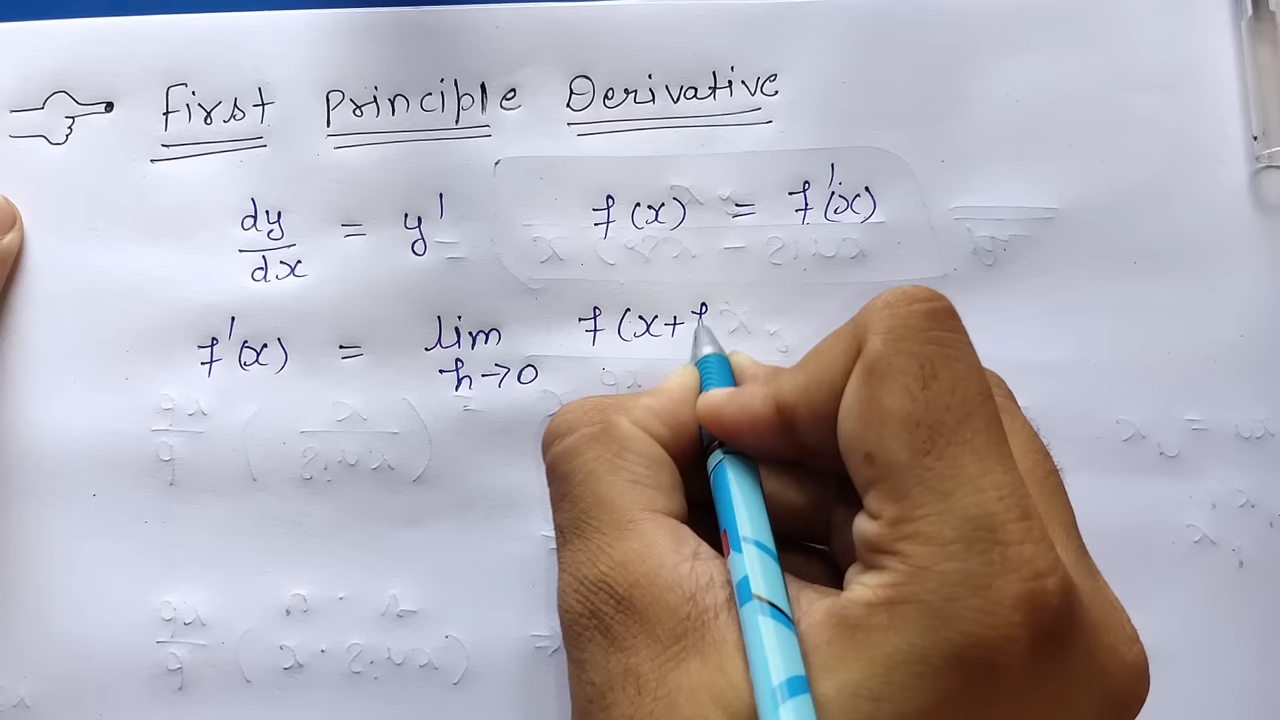 First Principle Derivative
dy/dx = y' f(x) = f'(x)
f'(x) = lim h→0 f(x+